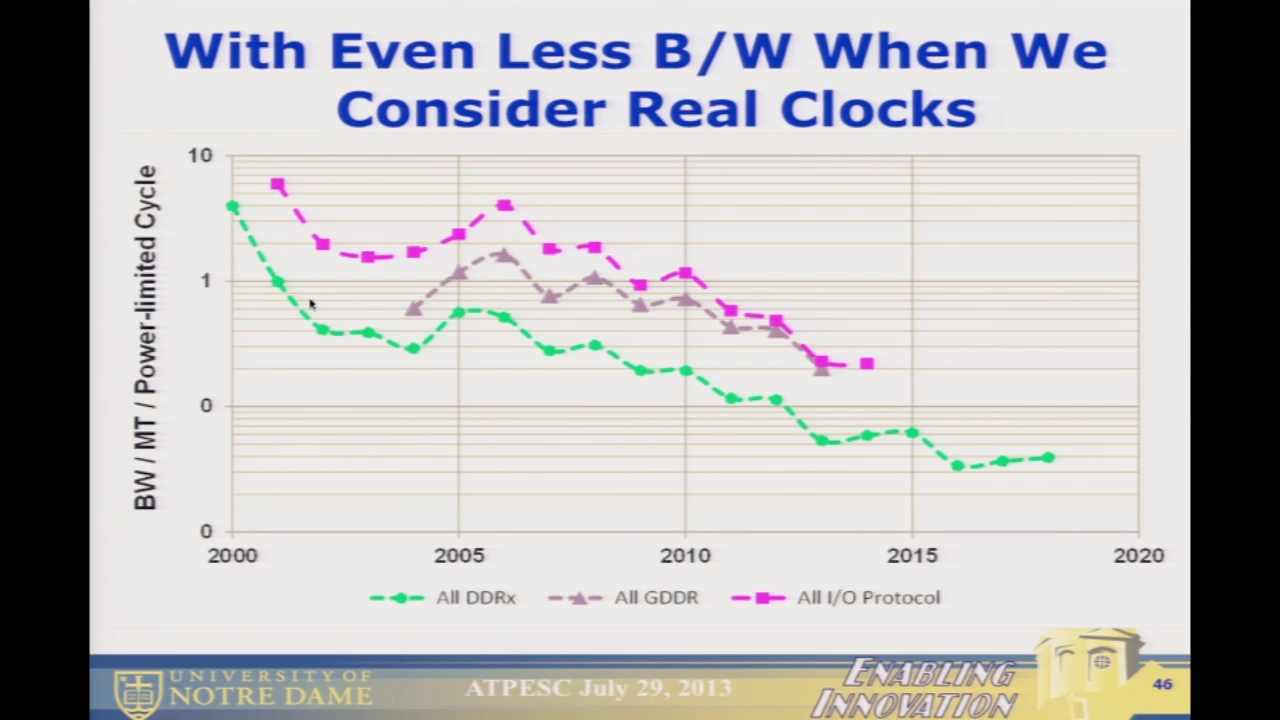 With Even Less B/W When We
Consider Real Clocks
BW / MT / Power-limited Cycle
10
1
0
0
2000 2005 2010 2015 2020
All DDRx All GDDR All I/O Protocol
UNIVERSITY OF
NOTRE DAME
ATPESC July 29, 2013
ENABLING
INNOVATION
46